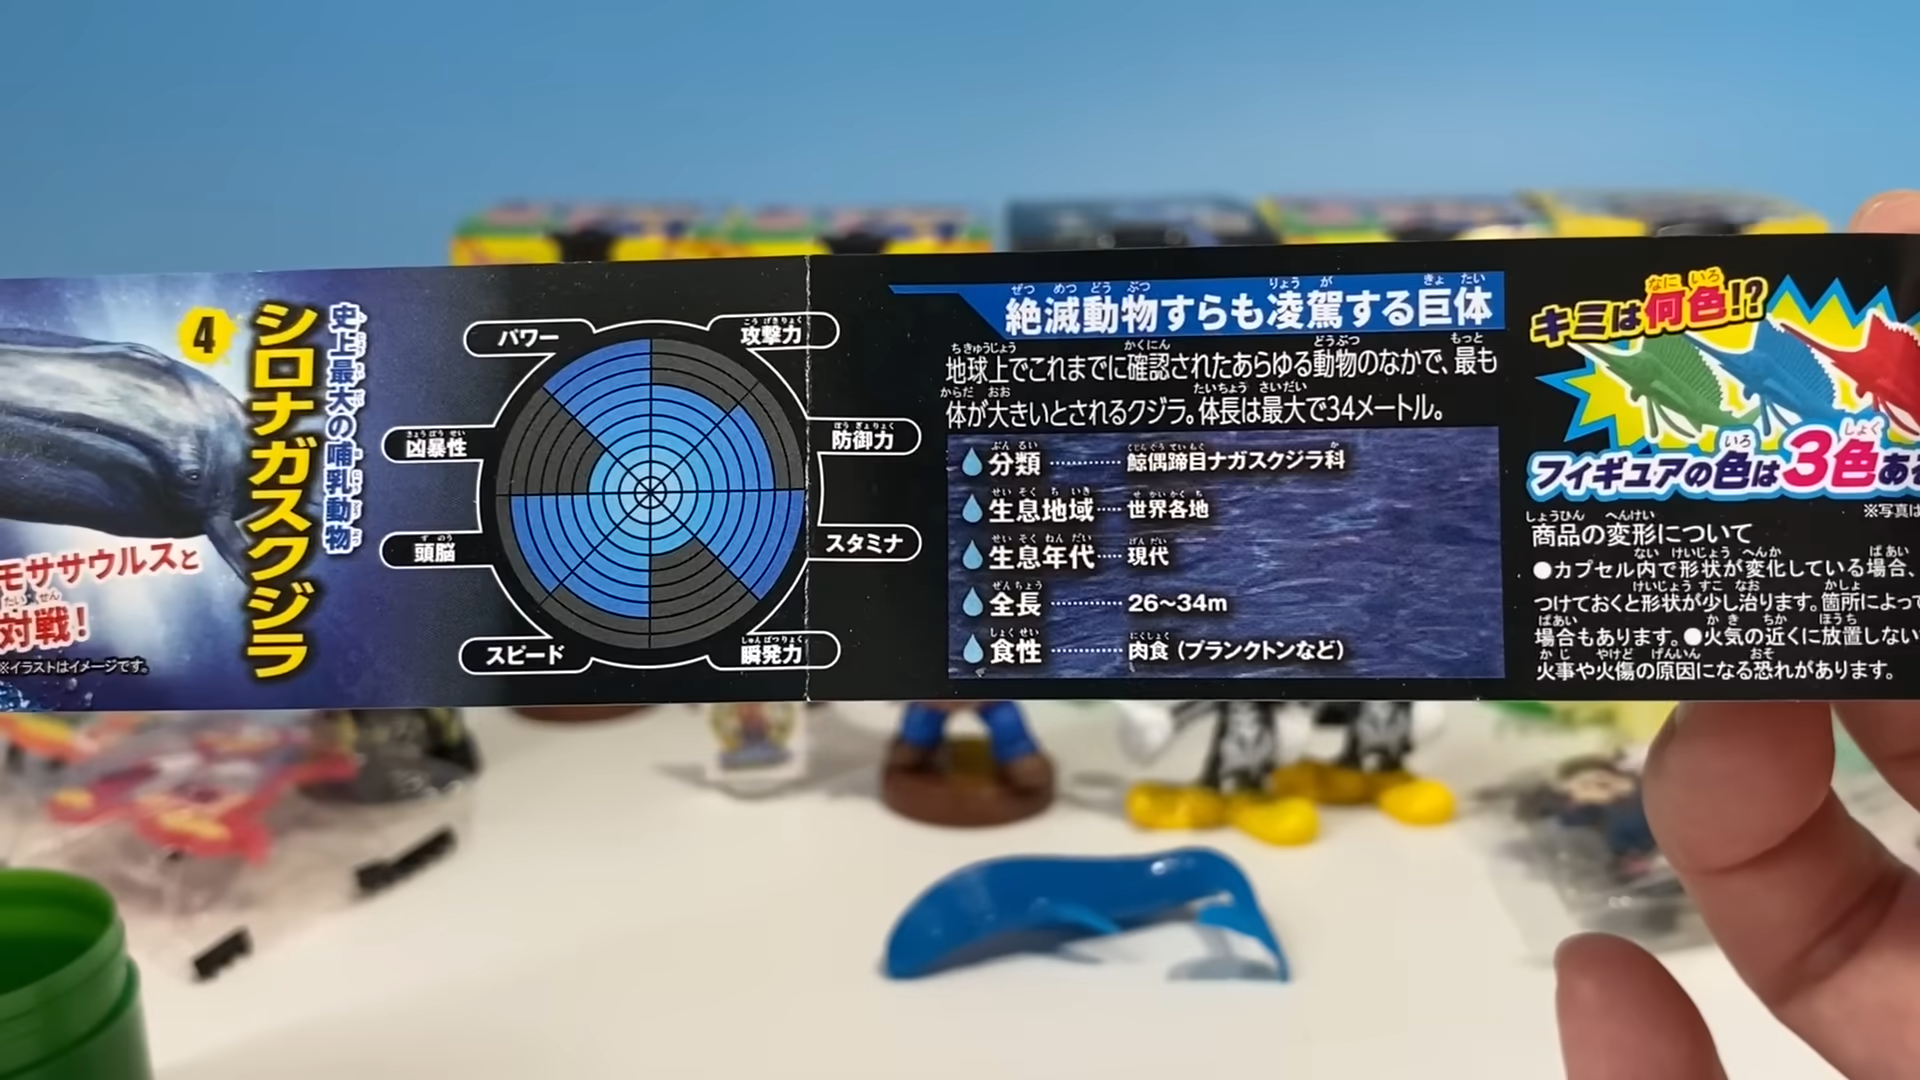 4
シロナガスクジラ
史上最大の哺乳動物
モササウルスと
対戦!
※イラストはイメージです。
パワー
攻撃力
防御力
スタミナ
瞬発力
スピード
頭脳
凶暴性
絶滅動物すらも凌駕する巨体
地球上でこれまでに確認されたあらゆる動物のなかで、最も
体が大きいとされるクジラ。体長は最大で34メートル。
分類………鯨偶蹄目ナガスクジラ科
生息地域……世界各地
生息年代……現代
全長………26〜34m
食性………肉食(プランクトンなど)
キミは何色!?
フィギュアの色は3色あ
※写真は
商品の変形について
●カプセル内で形状が変化している場合、
つけておくと形状が少し治ります。箇所によって
場合もあります。●火気の近くに放置しない
火事や火傷の原因になる恐れがあります。